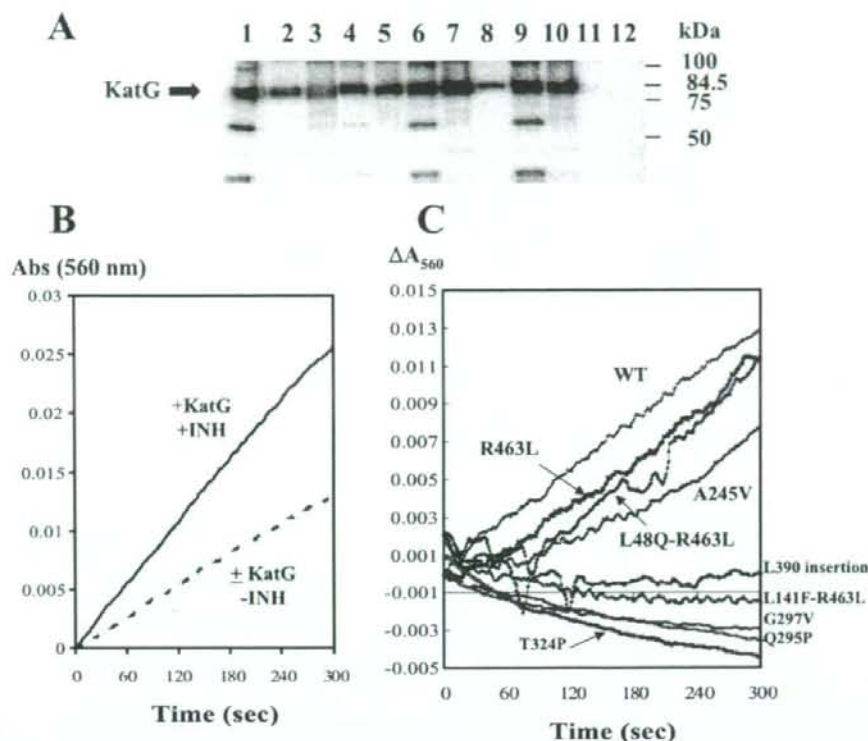 A
1 2 3 4 5 6 7 8 9 10 11 12
kDa
KatG
100
84.5
75
50
B
Abs (560 nm)
0.03
0.025
0.02
0.015
0.01
0.005
0
+KatG
+INH
± KatG
-INH
0 60 120 180 240 300
Time (sec)
C
ΔA560
0.015
0.013
0.011
0.009
0.007
0.005
0.003
0.001
-0.001
-0.003
-0.005
WT
R463L
A245V
L48Q-R463L
L390 insertion
L141F-R463L
G297V
Q295P
T324P
0 60 120 180 240 300
Time (sec)